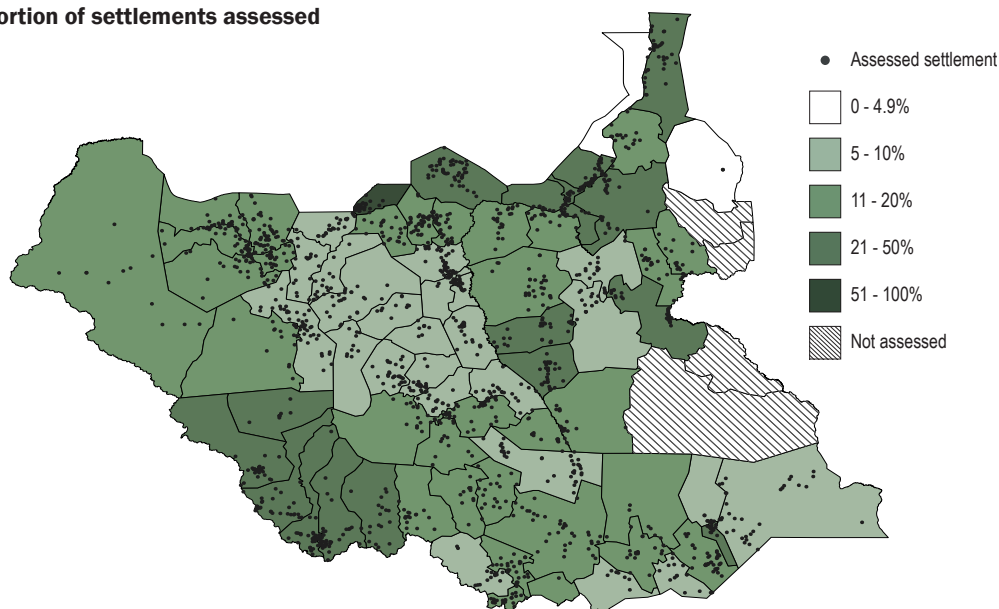 ortion of settlements assessed
Assessed settlement
0 - 4.9%
5 - 10%
11 - 20%
21 - 50%
51 - 100%
Not assessed